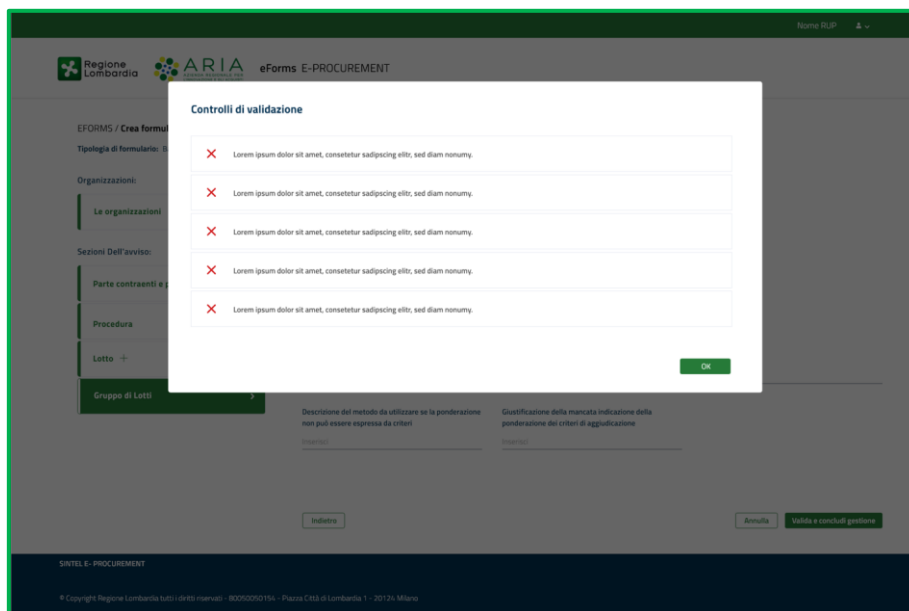 Nome RUP
Regione
Lombardia
ARIA
eForms E-PROCUREMENT
Controlli di validazione
EFORMS / Crea formul
Tipologia di formulario:
Lorem ipsum dolor sit amet, consetetur sadipscing elitr, sed diam nonumy.
Organizzazioni:
Lorem ipsum dolor sit amet, consetetur sadipscing elitr, sed diam nonumy.
Le organizzazioni
Lorem ipsum dolor sit amet, consetetur sadipscing elitr, sed diam nonumy.
Sezioni Dell'avviso:
Lorem ipsum dolor sit amet, consetetur sadipscing elitr, sed diam nonumy.
Parte contraenti e p
Lorem ipsum dolor sit amet, consetetur sadipscing elitr, sed diam nonumy.
Procedura
Lotto +
OK
Gruppo di Lotti
Descrizione del metodo da utilizzare se la ponderazione
non può essere espressa da criteri
Inserisci
Giustificazione della mancata indicazione della
ponderazione dei criteri di aggiudicazione
Inserisci
Indietro
Annulla
Valida e concludi gestione
SINTEL E- PROCUREMENT
© Copyright Regione Lombardia tutti i diritti riservati - 80050050154 - Piazza Città di Lombardia 1 - 20124 Milano